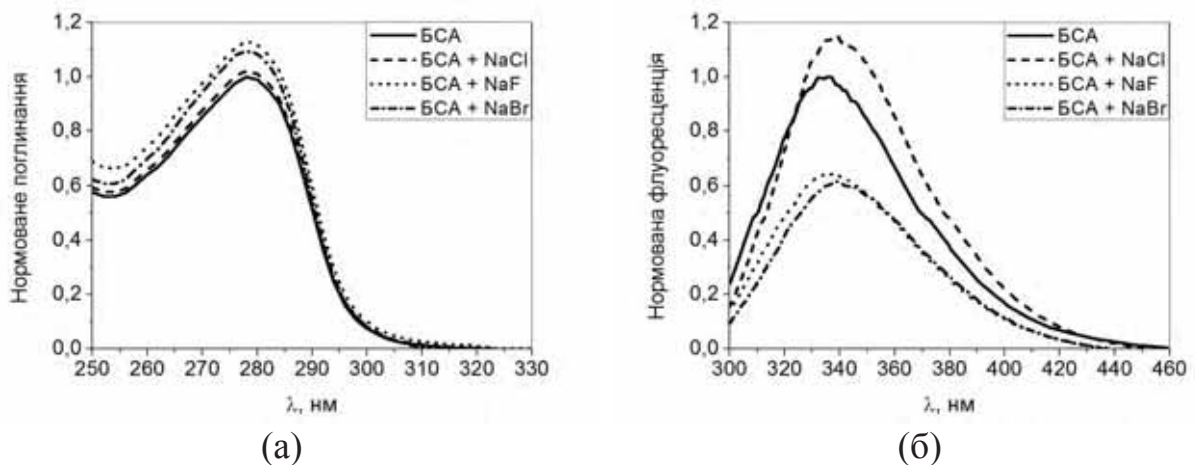 1,2
1,0
0,8
0,6
0,4
0,2
0,0
Нормоване поглинання
БСА
БСА + NaCl
БСА + NaF
БСА + NaBr
250 260 270 280 290 300 310 320 330
λ, нм
(а)
1,2
1,0
0,8
0,6
0,4
0,2
0,0
Нормована флуоресценція
БСА
БСА + NaCl
БСА + NaF
БСА + NaBr
300 320 340 360 380 400 420 440 460
λ, нм
(б)